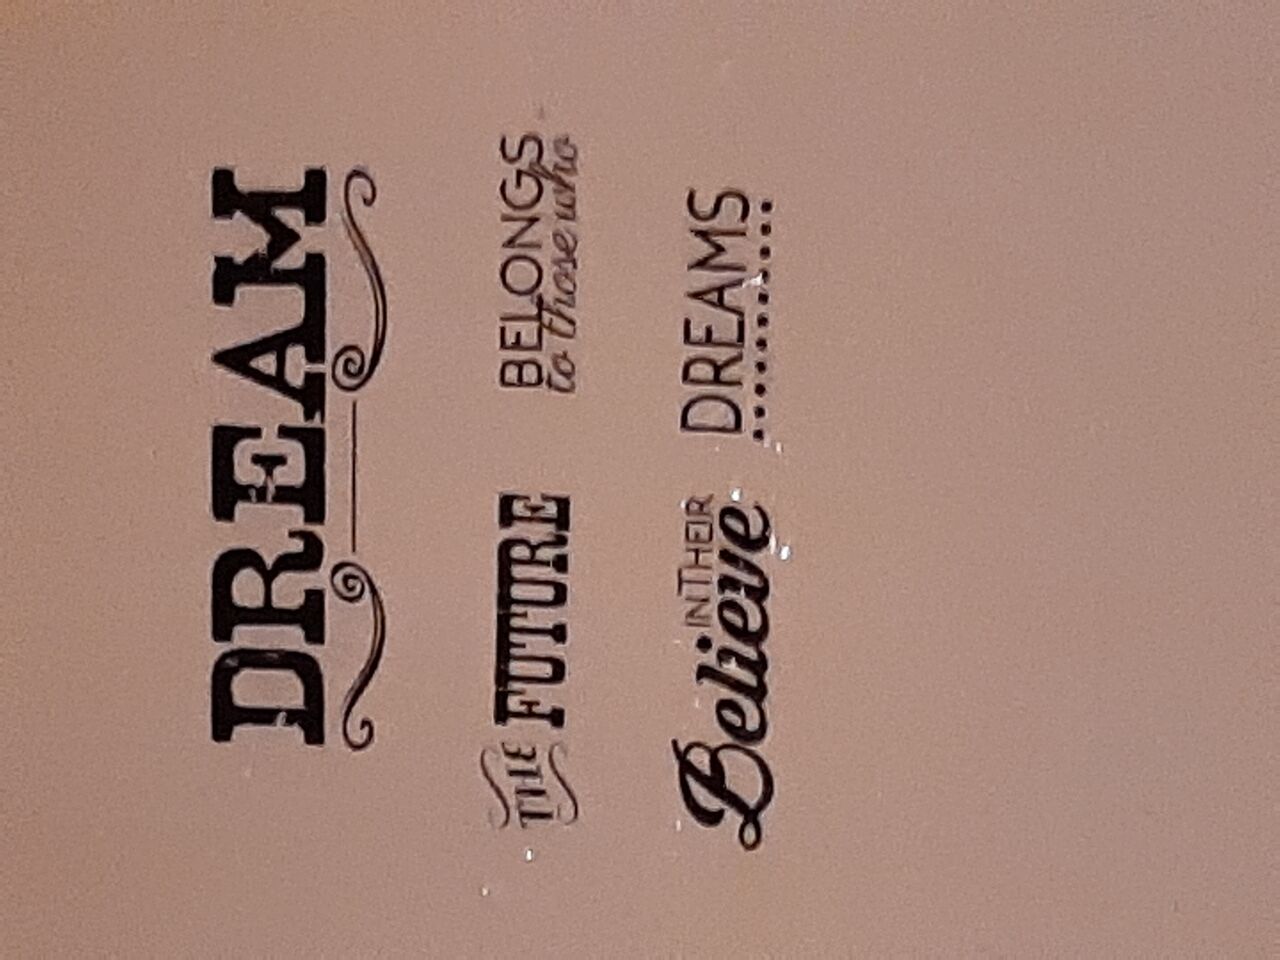 DREAM
THE FUTURE BELONGS
to those who
Believe IN THEIR DREAMS